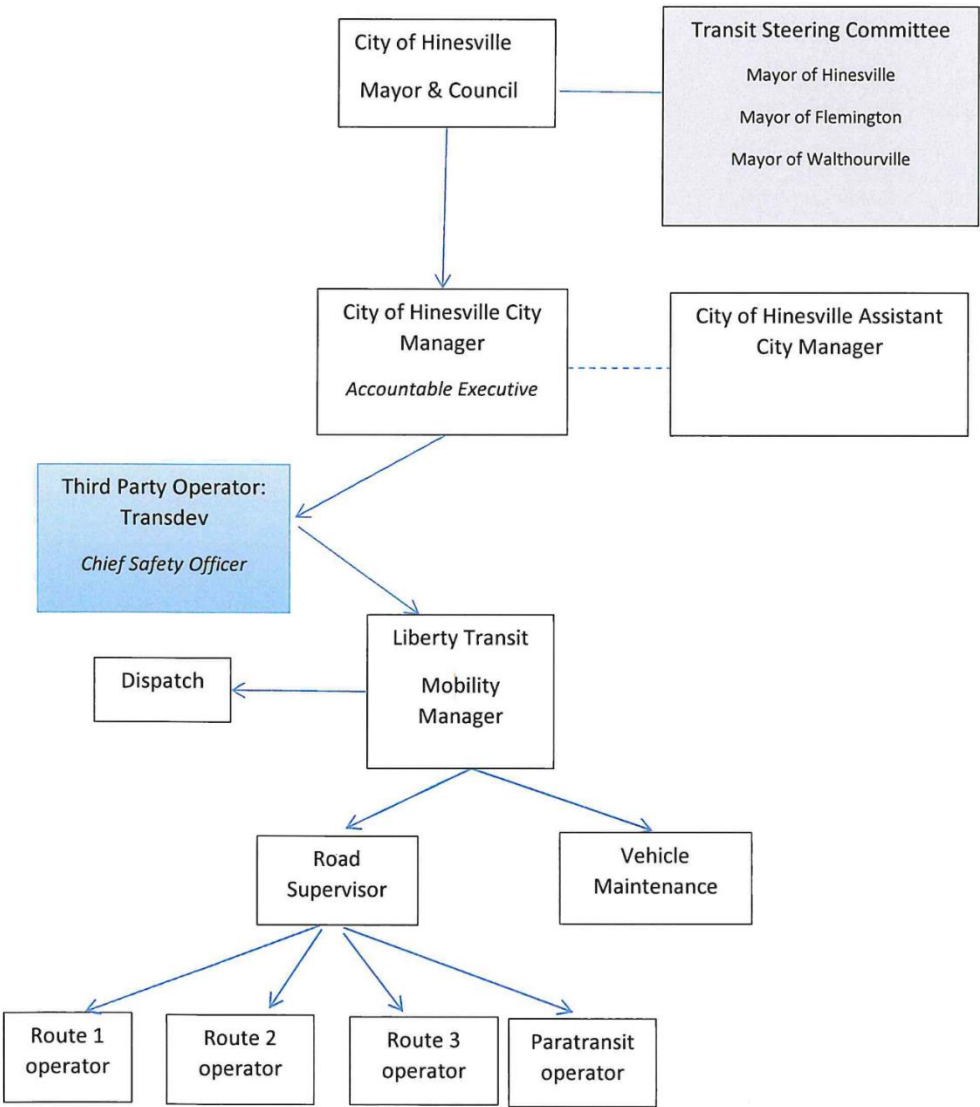 City of Hinesville
Mayor & Council
Transit Steering Committee
Mayor of Hinesville
Mayor of Flemington
Mayor of Walthourville
City of Hinesville City
Manager
Accountable Executive
City of Hinesville Assistant
City Manager
Third Party Operator:
Transdev
Chief Safety Officer
Liberty Transit
Mobility
Manager
Dispatch
Road
Supervisor
Vehicle
Maintenance
Route 1
operator
Route 2
operator
Route 3
operator
Paratransit
operator